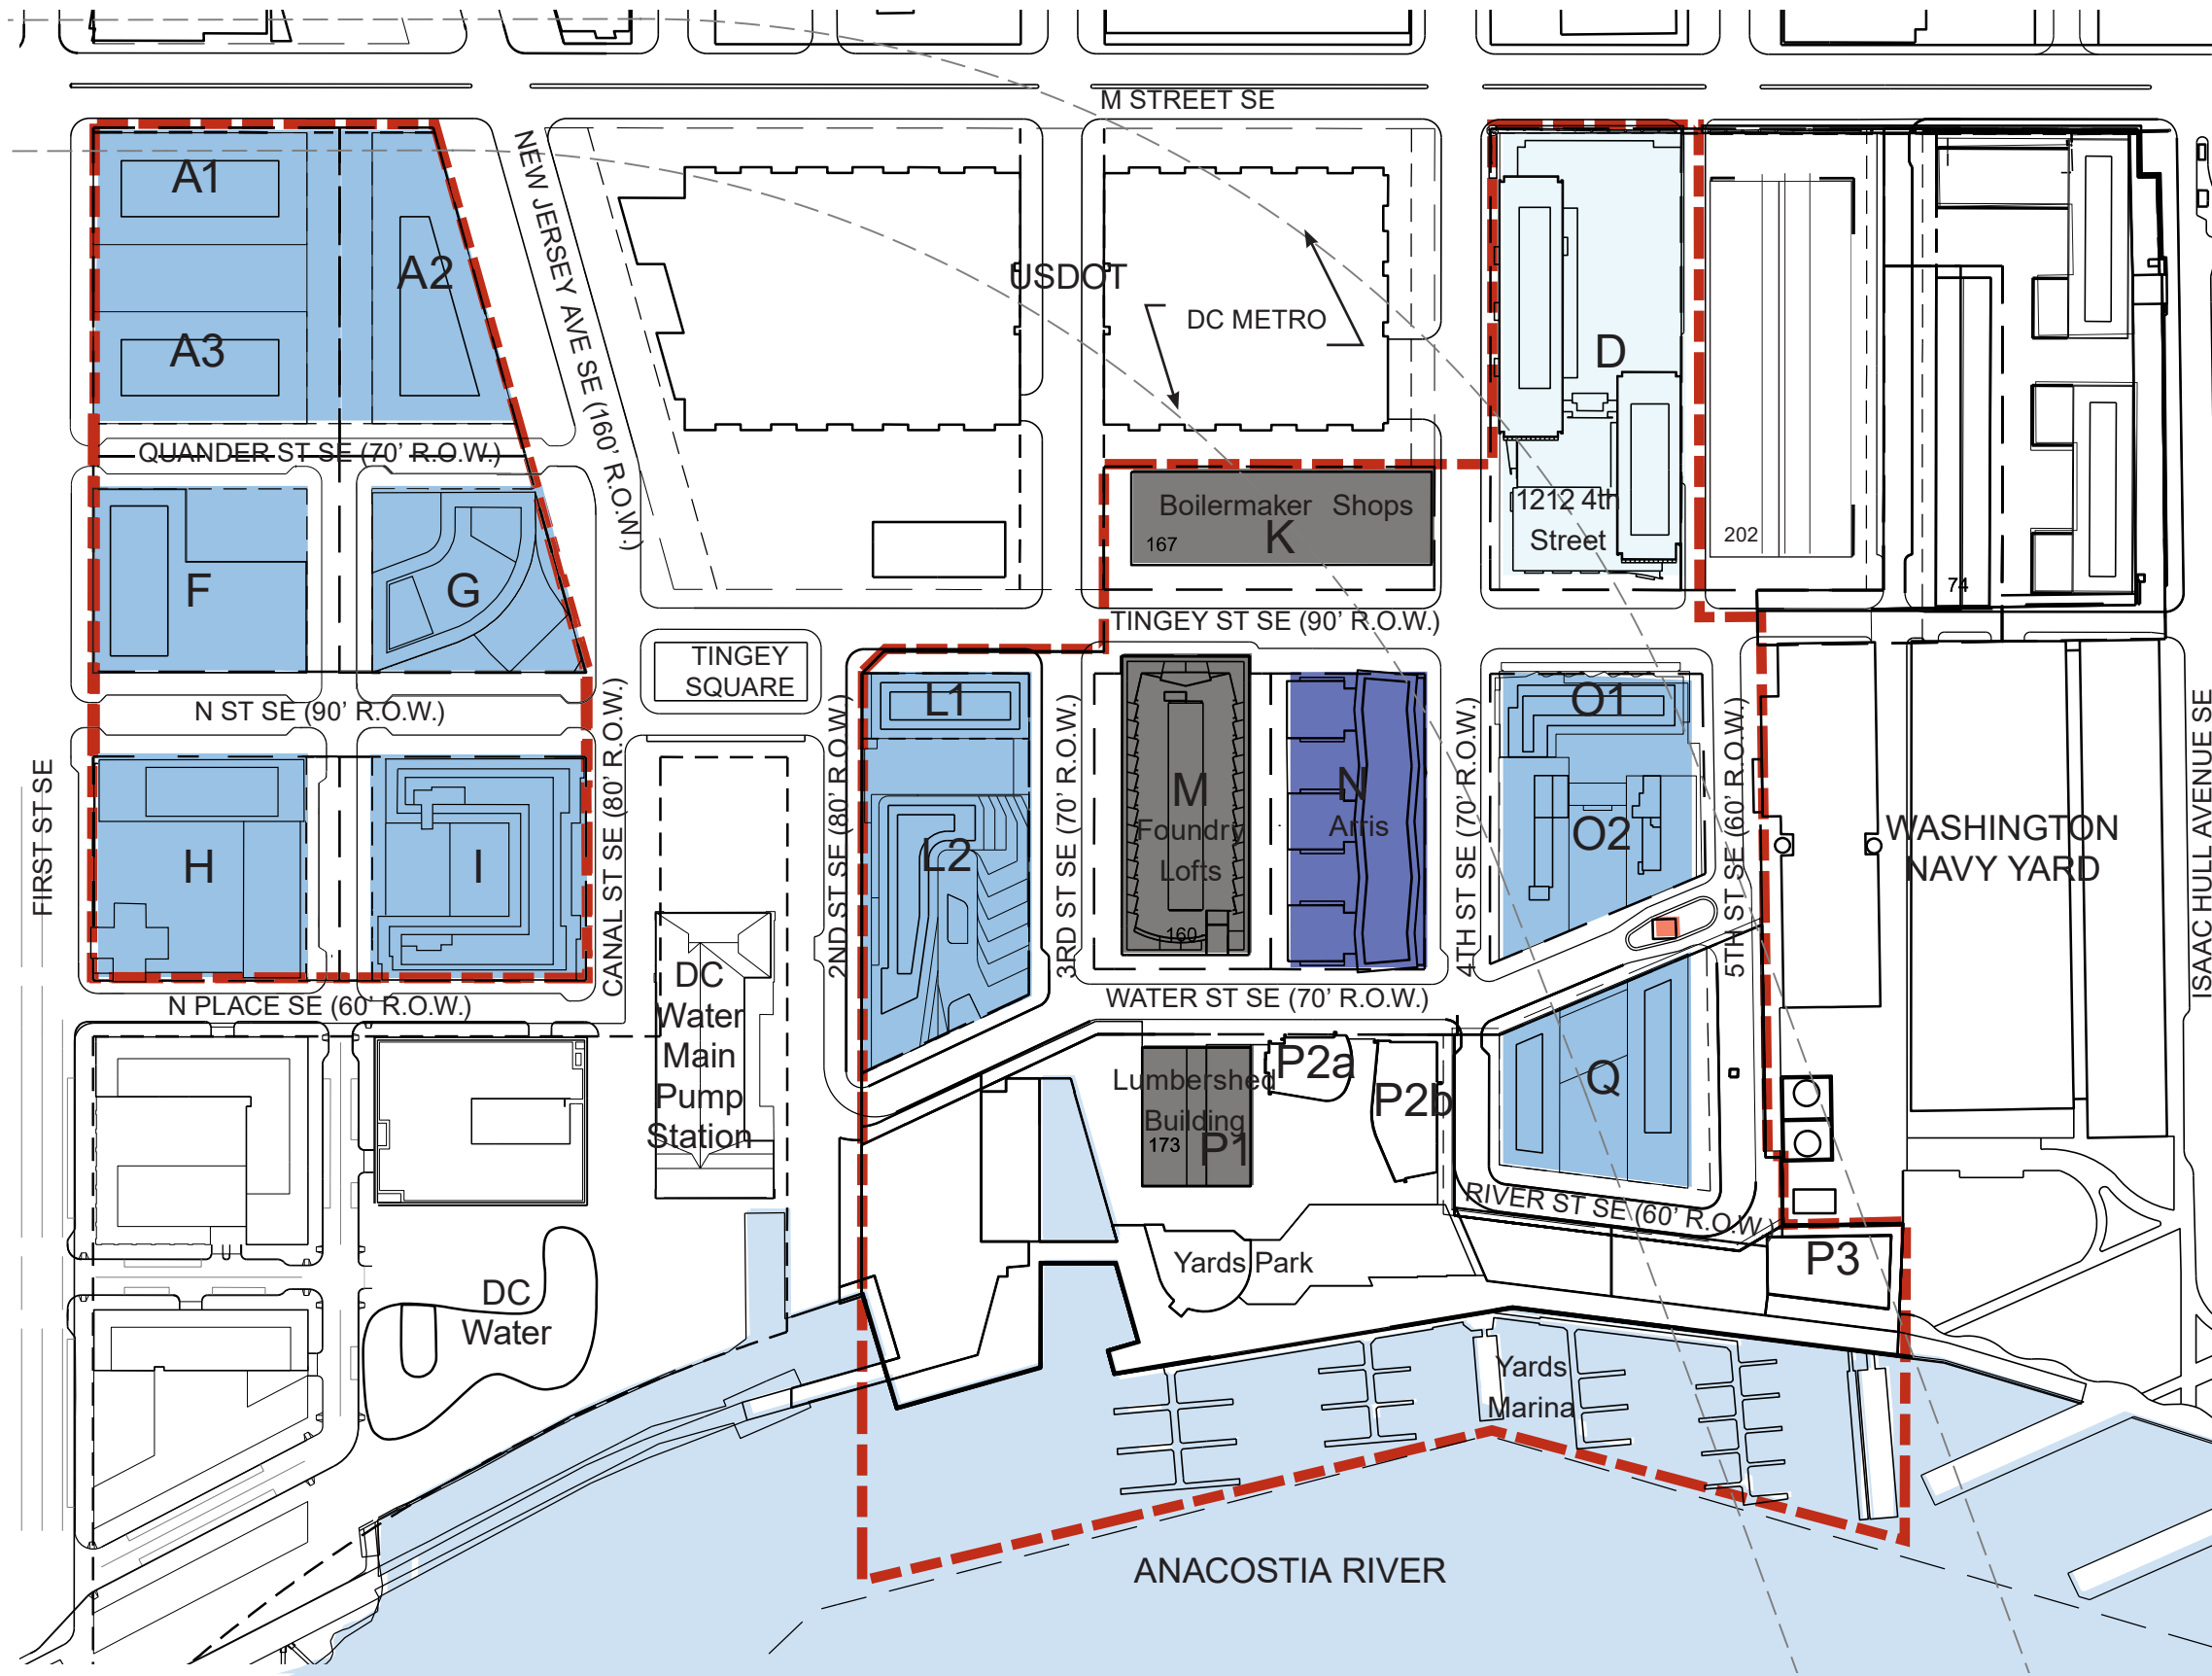 M STREET SE
A1
A2
A3
NEW JERSEY AVE SE (160' R.O.W.)
USDOT
DC METRO
D
1212 4th
Street
202
74
QUANDER ST SE (70' R.O.W.)
Boilermaker Shops
K
167
F
G
TINGEY ST SE (90' R.O.W.)
TINGEY
SQUARE
N ST SE (90' R.O.W.)
FIRST ST SE
H
I
CANAL ST SE (80' R.O.W.)
N PLACE SE (60' R.O.W.)
DC
Water
Main
Pump
Station
2ND ST SE (80' R.O.W.)
L1
L2
3RD ST SE (70' R.O.W.)
M
Foundry
Lofts
160
N
Arris
4TH ST SE (70' R.O.W.)
O1
O2
5TH ST SE (60' R.O.W.)
WASHINGTON
NAVY YARD
ISAAC HULL AVENUE SE
WATER ST SE (70' R.O.W.)
Lumbershed
Building
173
P1
P2a
P2b
Q
RIVER ST SE (60' R.O.W.)
P3
Yards Park
DC
Water
Yards
Marina
ANACOSTIA RIVER